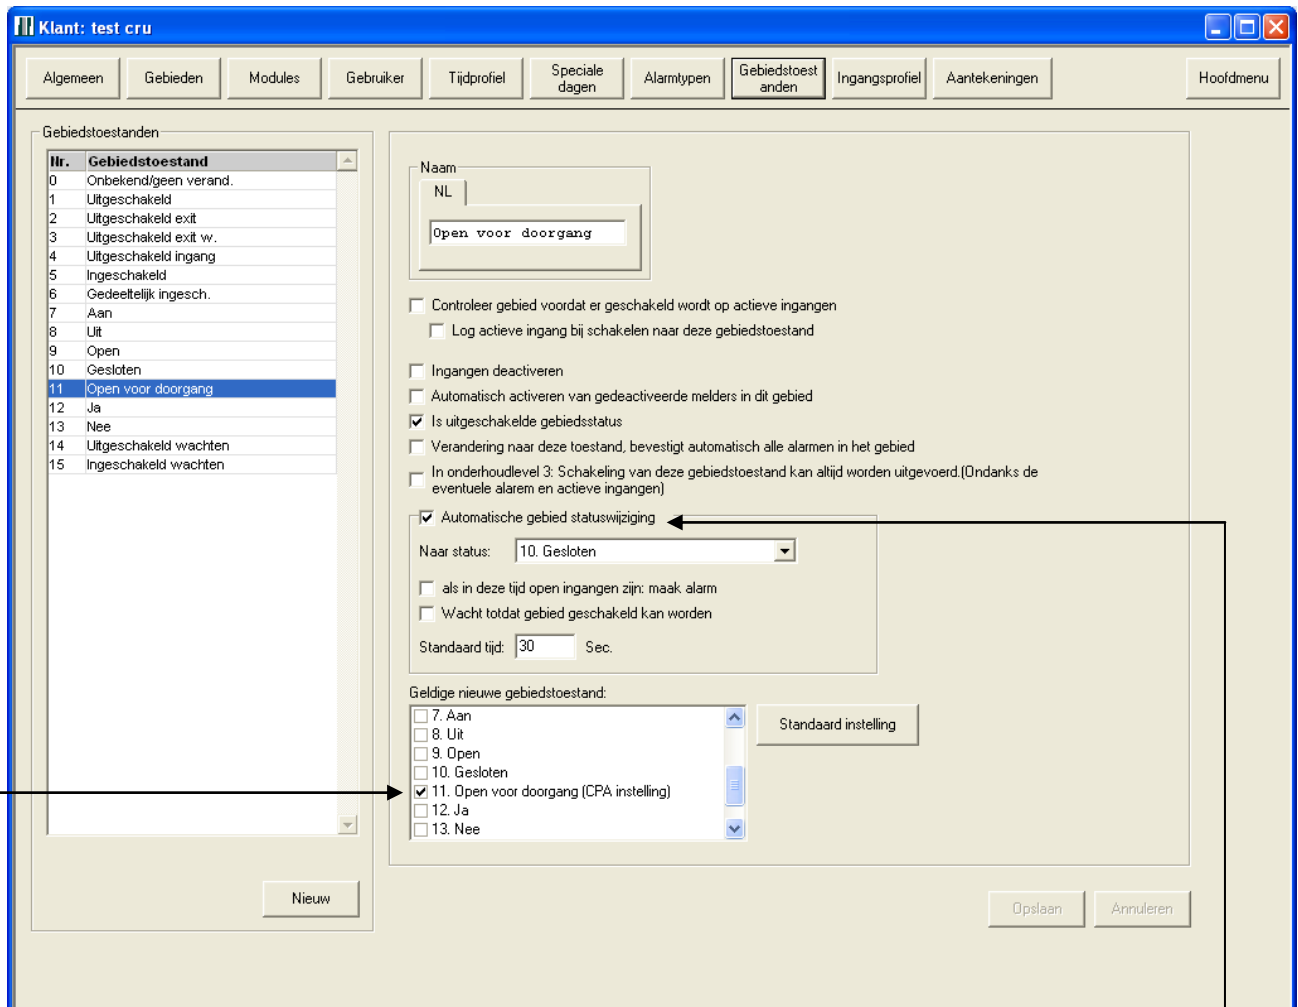 Klant: test cru
Algemeen
Gebieden
Modules
Gebruiker
Tijdprofiel
Speciale
dagen
Alarmtypen
Gebiedstoest
anden
Ingangsprofiel
Aantekeningen
Hoofdmenu
Gebiedstoestanden
Nr. Gebiedstoestand
0 Onbekend/geen verand.
1 Uitgeschakeld
2 Uitgeschakeld exit
3 Uitgeschakeld exit w.
4 Uitgeschakeld ingang
5 Ingeschakeld
6 Gedeeltelijk ingesch.
7 Aan
8 Uit
9 Open
10 Gesloten
11 Open voor doorgang
12 Ja
13 Nee
14 Uitgeschakeld wachten
15 Ingeschakeld wachten
Nieuw
Naam
NL
Open voor doorgang
Controleer gebied voordat er geschakeld wordt op actieve ingangen
Log actieve ingang bij schakelen naar deze gebiedstoestand
Ingangen deactiveren
Automatisch activeren van gedeactiveerde melders in dit gebied
Is uitgeschakelde gebiedsstatus
Verandering naar deze toestand, bevestigt automatisch alle alarmen in het gebied
In onderhoudlevel 3: Schakeling van deze gebiedstoestand kan altijd worden uitgevoerd.(Ondanks de
eventuele alarem en actieve ingangen)
Automatische gebied statuswijziging
Naar status: 10. Gesloten
als in deze tijd open ingangen zijn: maak alarm
Wacht totdat gebied geschakeld kan worden
Standaard tijd: 30 Sec.
Geldige nieuwe gebiedstoestand:
7. Aan
8. Uit
9. Open
10. Gesloten
11. Open voor doorgang (CPA instelling)
12. Ja
13. Nee
Standaard instelling
Opslaan
Annuleren